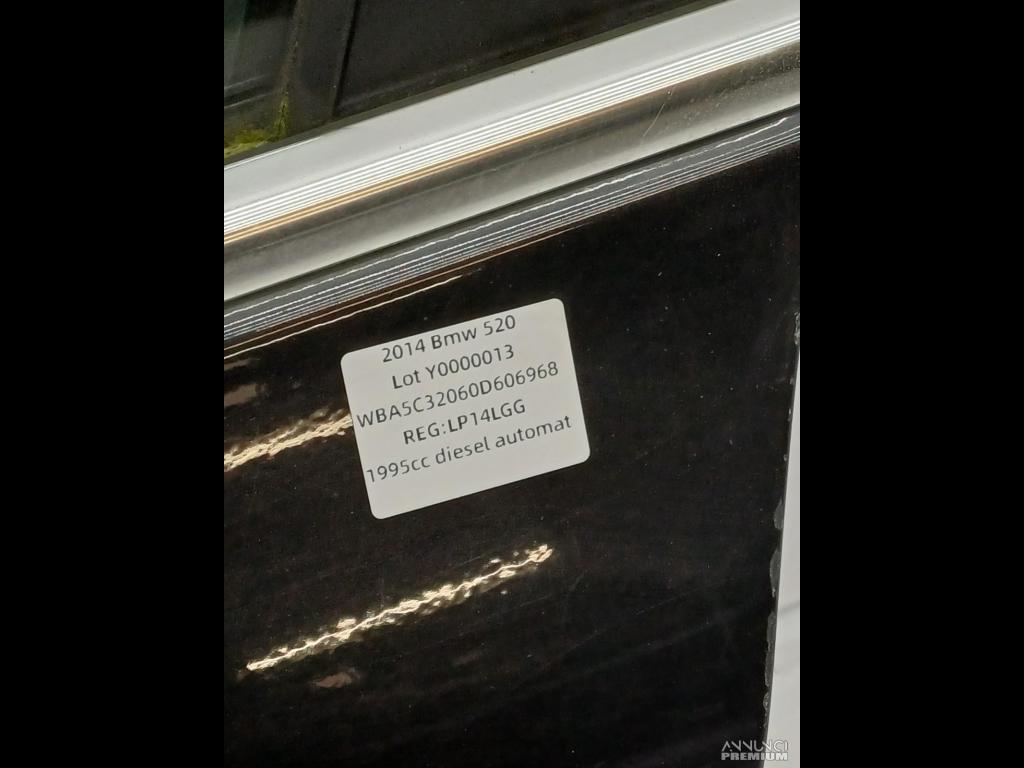 2014 Bmw 520
Lot Y0000013
WBA5C32060D606968
REG:LP14LGG
1995cc diesel automat
ANNUNCI
PREMIUM